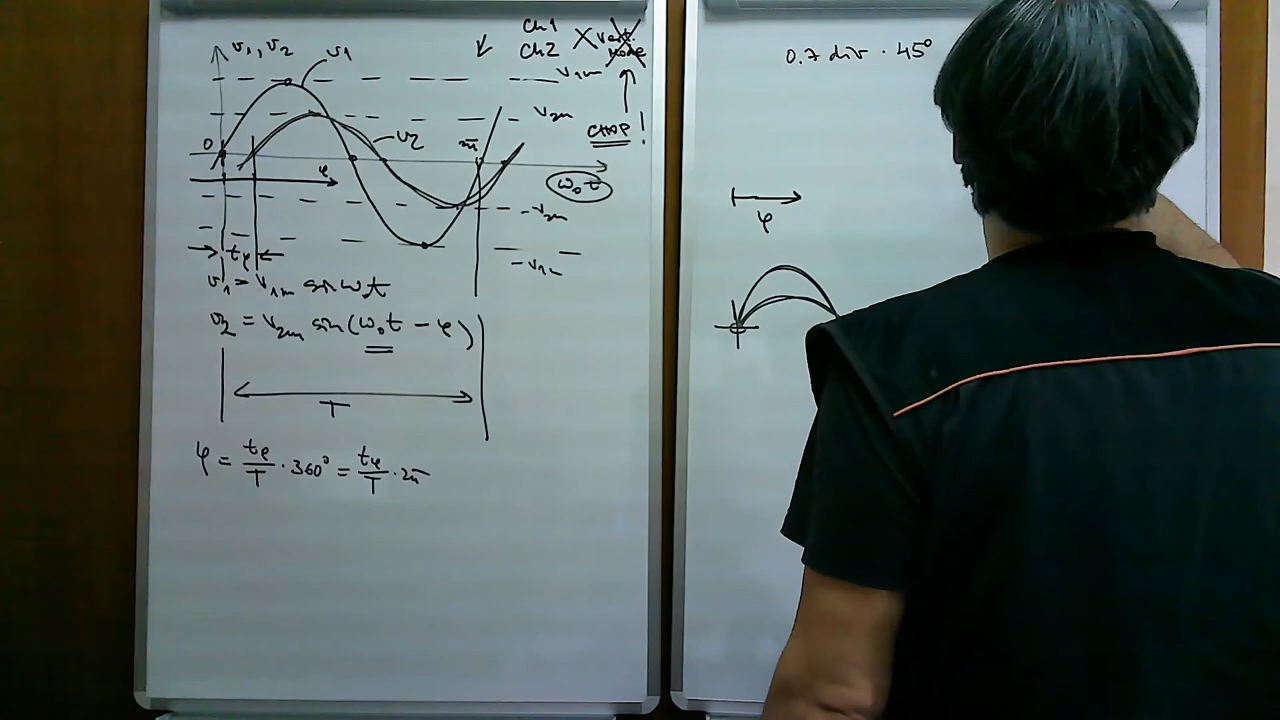 v1, v2
v1
Ch1
Ch2
V1m
V2m
CHOP!
v2
2π
0
φ
ω0t
-V2m
tφ
-V1m
v1 = V1m sin ω0t
v2 = V2m sin(ω0t - φ)
T
φ = tφ/T · 360° = tφ/T · 2π
0.7 div · 45°
φ